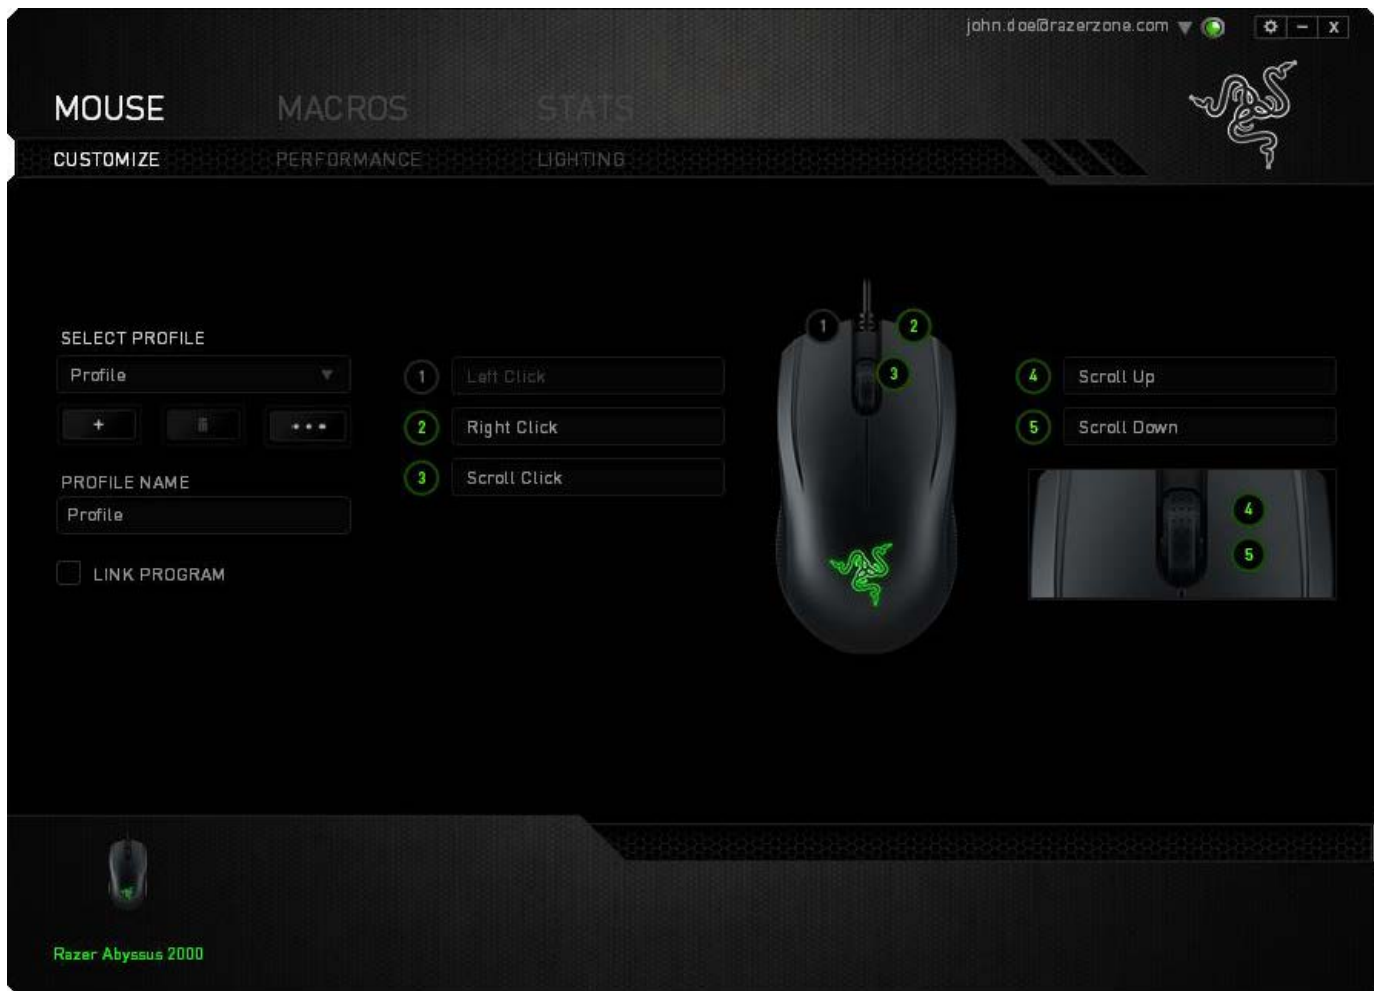 john.doe@razerzone.com
X
MOUSE MACROS STATS
CUSTOMIZE PERFORMANCE LIGHTING
SELECT PROFILE
Profile
+
PROFILE NAME
Profile
LINK PROGRAM
1 Left Click
2 Right Click
3 Scroll Click
1
2
3
4 Scroll Up
5 Scroll Down
4
5
Razer Abyssus 2000